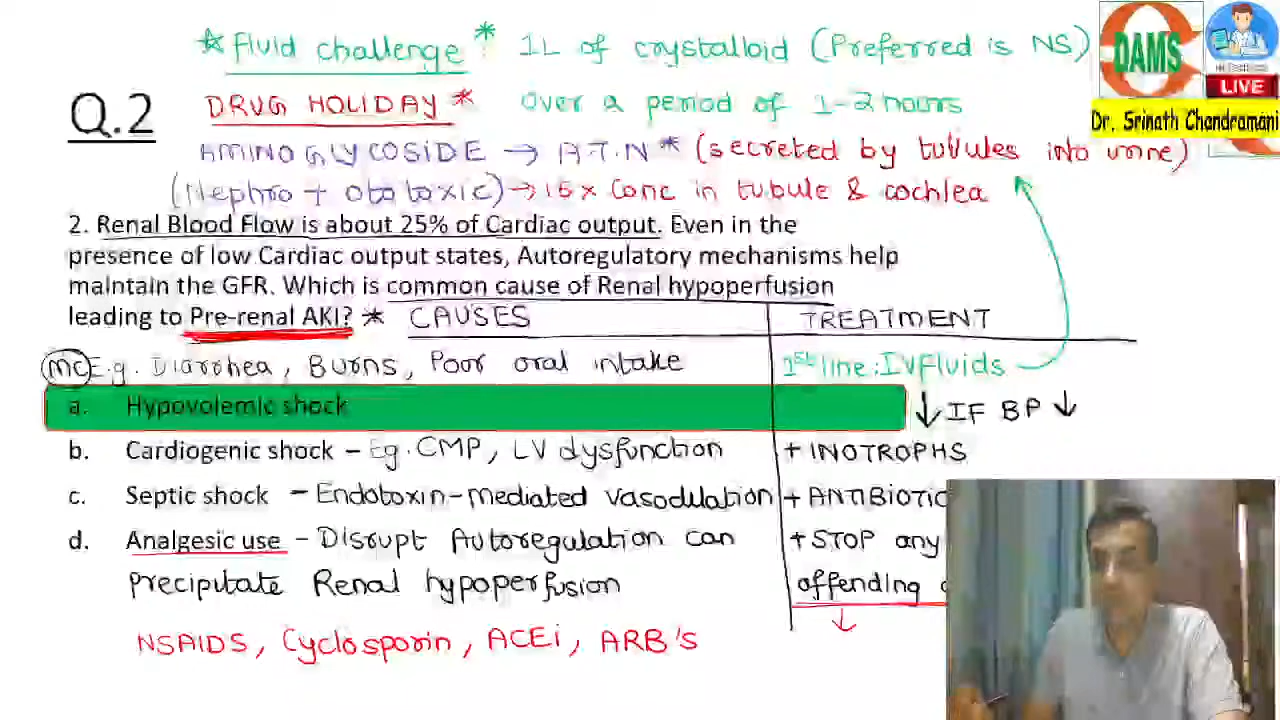 ☆ Fluid challenge * 1L of crystalloid (Preferred is NS)
DAMS
LIVE
Dr. Srinath Chandramani
Q.2
DRUG HOLIDAY * over a period of 1-2 hours
AMINOGLYCOSIDE → A.T.N * (secreted by tubules into urine)
(Nephro + ototoxic) → 15x Conc in tubule & cochlea
2. Renal Blood Flow is about 25% of Cardiac output. Even in the
presence of low Cardiac output states, Autoregulatory mechanisms help
maintain the GFR. Which is common cause of Renal hypoperfusion
leading to Pre-renal AKI? * CAUSES TREATMENT
MC E.g. Diarrhea, Burns, Poor oral intake 1st line: IV Fluids
a. Hypovolemic shock ↓ IF BP ↓
b. Cardiogenic shock – Eg. CMP, LV dysfunction + INOTROPHS
c. Septic shock – Endotoxin-mediated vasodulation + ANTIBIOTIC
d. Analgesic use – Disrupt Autoregulation can + STOP any
precipitate Renal hypoperfusion offending
NSAIDS, Cyclosporin, ACEi, ARB's ↓